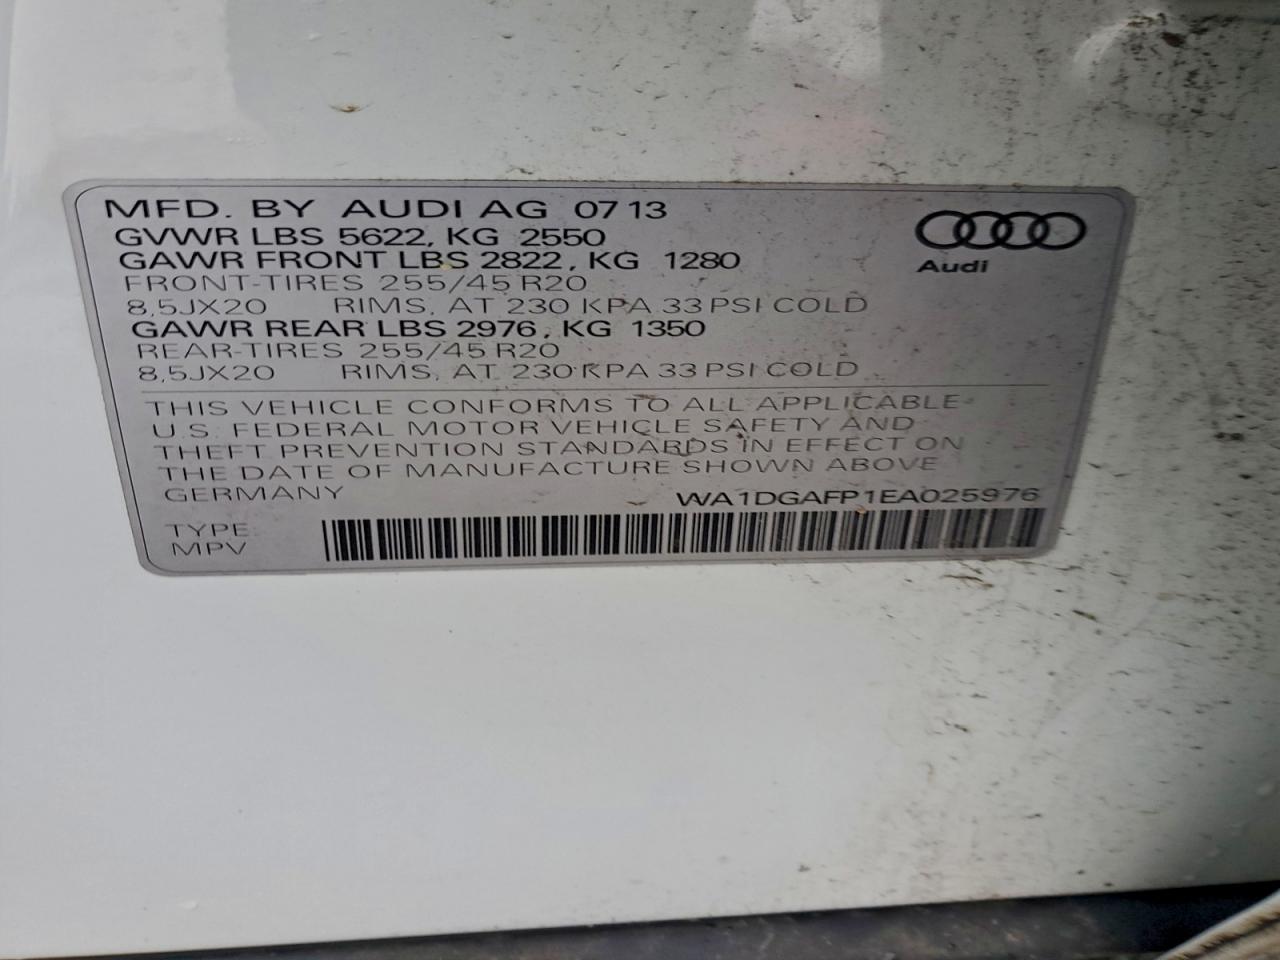 MFD. BY AUDI AG 07 13
GVWR LBS 5622, KG 2550
GAWR FRONT LBS 2822, KG 1280
FRONT-TIRES 255/45 R20
8,5JX20 RIMS, AT 230 KPA 33 PSI COLD
GAWR REAR LBS 2976, KG 1350
REAR-TIRES 255/45 R20
8,5JX20 RIMS, AT 230 KPA 33 PSI COLD
Audi
THIS VEHICLE CONFORMS TO ALL APPLICABLE
U.S. FEDERAL MOTOR VEHICLE SAFETY AND
THEFT PREVENTION STANDARDS IN EFFECT ON
THE DATE OF MANUFACTURE SHOWN ABOVE
GERMANY WA1DGAFP1EA025976
TYPE:
MPV